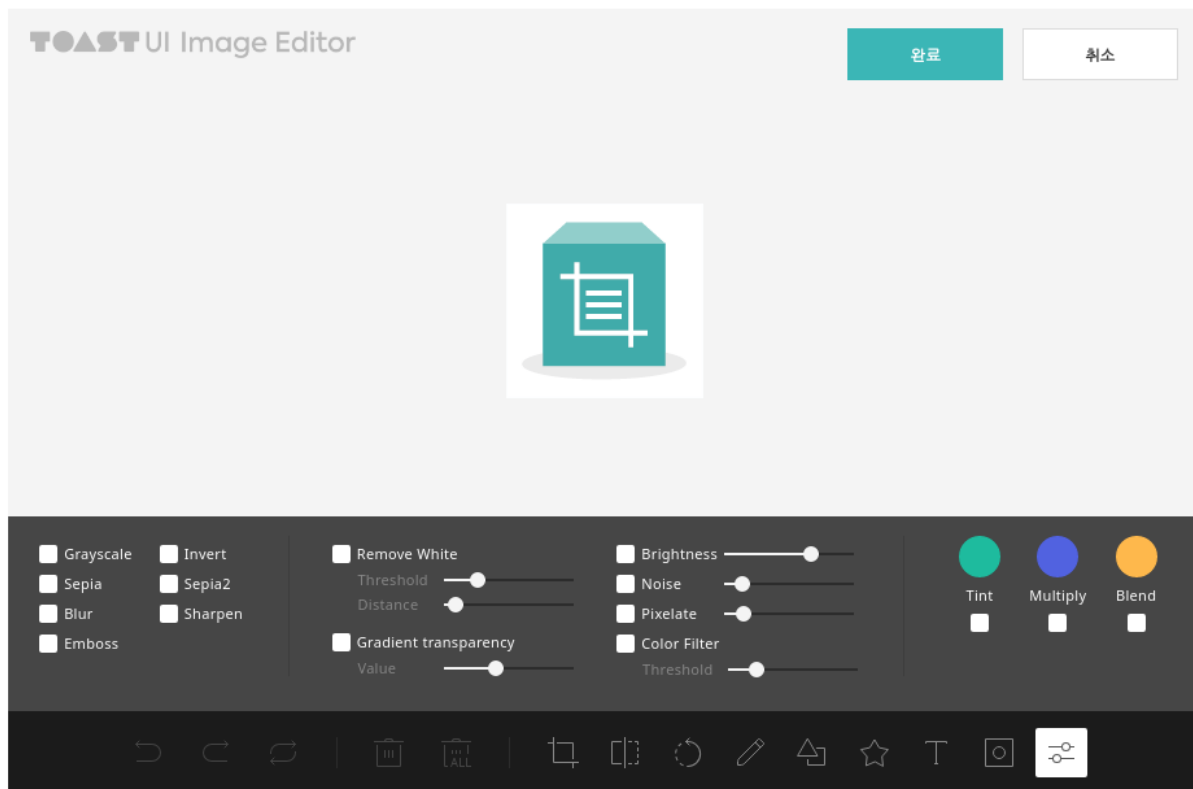 TOAST UI Image Editor
완료
취소
Grayscale
Invert
Sepia
Sepia2
Blur
Sharpen
Emboss
Remove White
Threshold
Distance
Gradient transparency
Value
Brightness
Noise
Pixelate
Color Filter
Threshold
Tint
Multiply
Blend
ALL
T